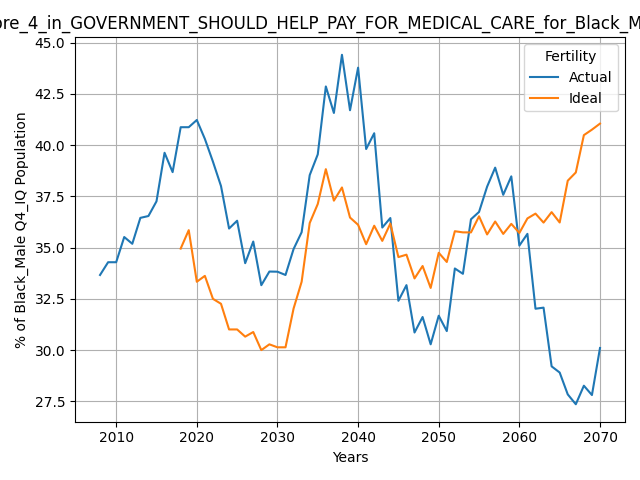 ore_4_in_GOVERNMENT_SHOULD_HELP_PAY_FOR_MEDICAL_CARE_for_Black_M
45.0
42.5
40.0
37.5
35.0
32.5
30.0
27.5
% of Black_Male Q4_IQ Population
Fertility
Actual
Ideal
2010 2020 2030 2040 2050 2060 2070
Years